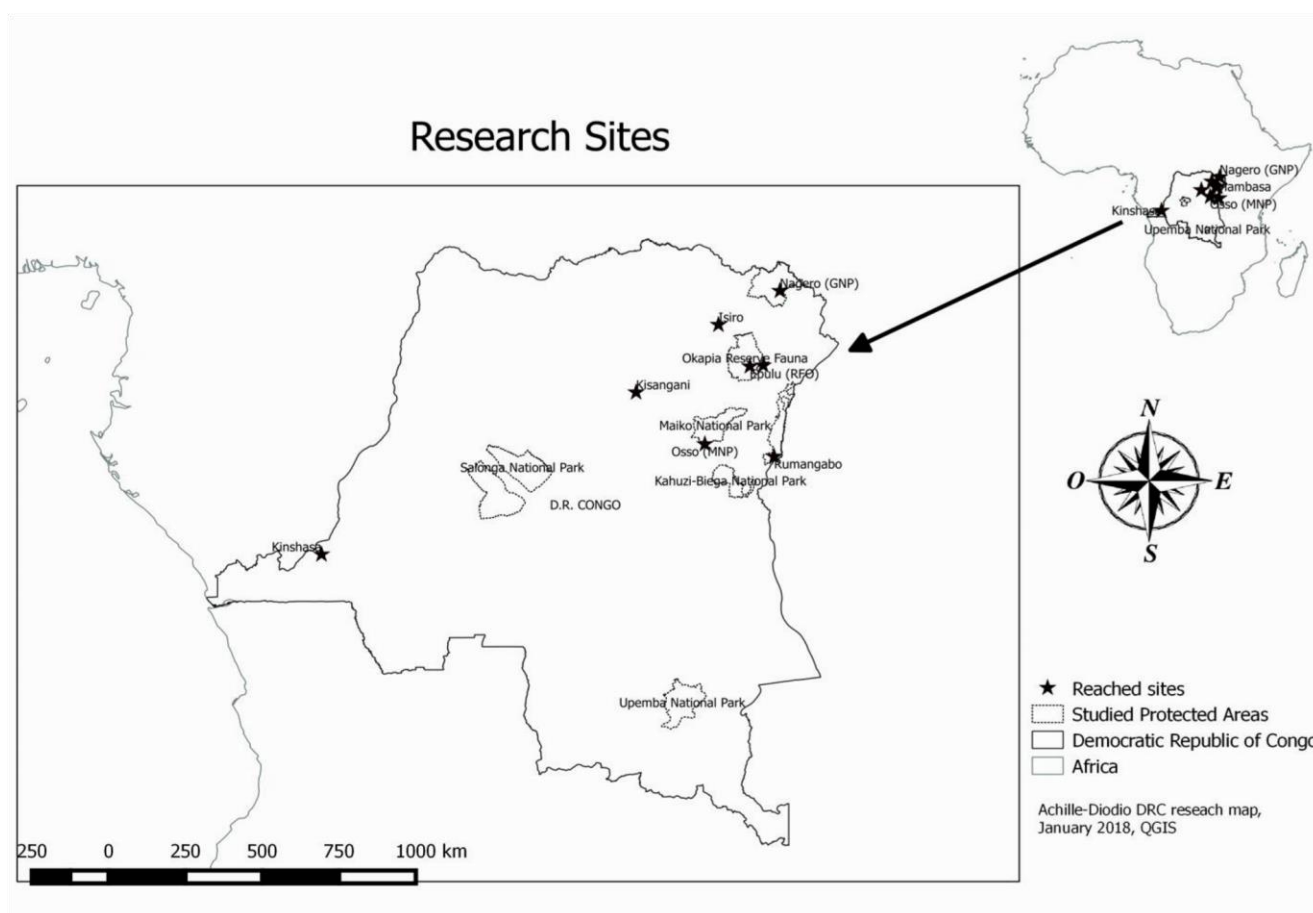 Research Sites
Nagero (GNP)
Mambasa
Osso (MNP)
Kinshasa
Upemba National Park
Nagero (GNP)
Isiro
Okapia Reserve Fauna
Epulu (RFO)
Kisangani
Maiko National Park
Osso (MNP)
Rumangabo
Salonga National Park
Kahuzi-Biega National Park
D.R. CONGO
Kinshasa
Upemba National Park
N
O
E
S
Reached sites
Studied Protected Areas
Democratic Republic of Congo
Africa
Achille-Diodio DRC reseach map,
January 2018, QGIS
250 0 250 500 750 1000 km